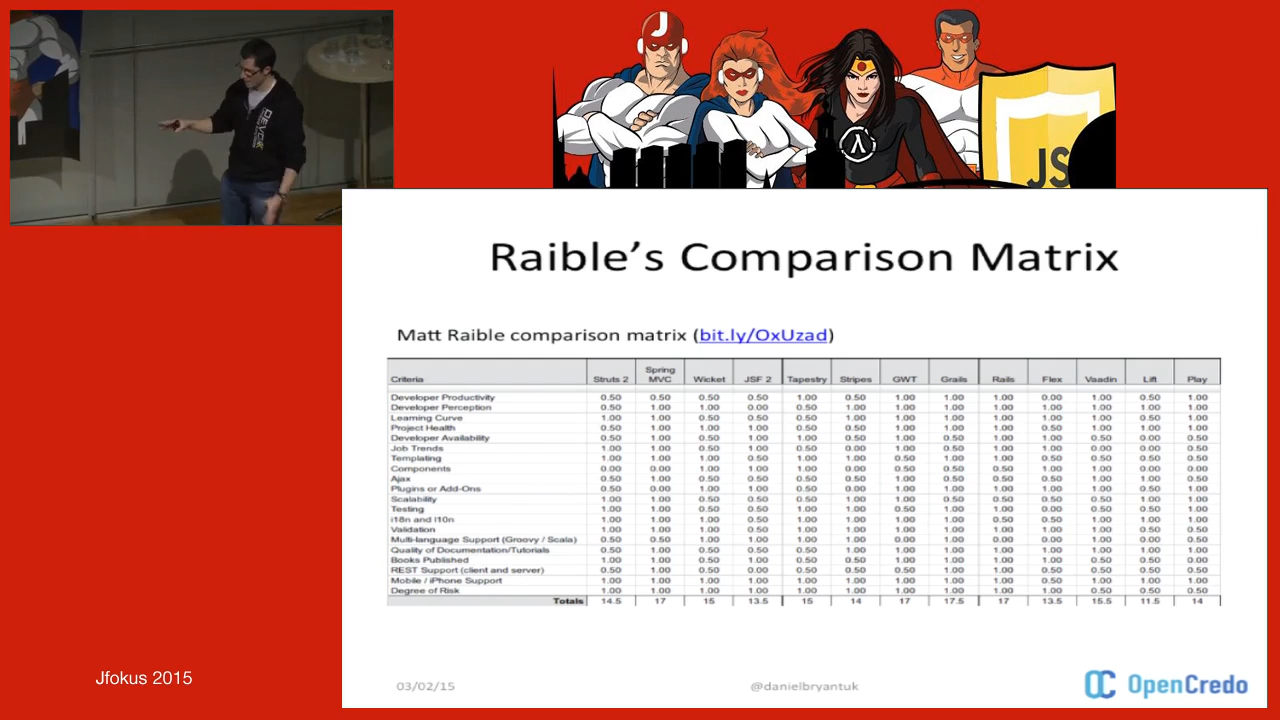 J
JS
DEVOX
Raible’s Comparison Matrix
Matt Raible comparison matrix (bit.ly/OxUzad)
Criteria Struts 2 Spring MVC Wicket JSF 2 Tapestry Stripes GWT Grails Rails Flex Vaadin Lift Play
Developer Productivity 0.50 0.50 0.50 0.50 1.00 0.50 1.00 1.00 1.00 0.00 1.00 0.50 1.00
Developer Perception 0.50 1.00 1.00 0.00 0.50 1.00 1.00 1.00 1.00 0.00 1.00 0.50 1.00
Learning Curve 1.00 1.00 0.50 0.50 0.50 1.00 1.00 1.00 1.00 1.00 1.00 0.50 1.00
Project Health 0.50 1.00 1.00 1.00 1.00 0.50 1.00 1.00 1.00 0.50 1.00 0.50 1.00
Developer Availability 0.50 1.00 0.50 1.00 0.50 0.50 1.00 0.50 1.00 1.00 0.50 0.00 0.50
Job Trends 1.00 1.00 0.50 1.00 0.50 0.00 1.00 0.50 1.00 1.00 0.00 0.00 0.50
Templating 1.00 1.00 1.00 0.50 1.00 1.00 0.50 1.00 1.00 0.50 0.50 0.50 0.50
Components 0.00 0.00 1.00 1.00 1.00 0.00 0.50 0.50 0.50 1.00 1.00 0.00 0.00
Ajax 0.50 1.00 0.50 0.50 0.50 0.50 1.00 0.50 0.50 1.00 1.00 1.00 0.50
Plugins or Add-Ons 0.50 0.00 1.00 1.00 0.50 0.00 1.00 1.00 1.00 1.00 1.00 0.50 1.00
Scalability 1.00 1.00 0.50 0.50 0.50 1.00 1.00 0.50 0.50 0.50 0.50 1.00 1.00
Testing 1.00 1.00 1.00 0.50 1.00 1.00 0.50 1.00 1.00 0.50 0.50 0.50 1.00
i18n and l10n 1.00 1.00 1.00 0.50 1.00 1.00 1.00 1.00 0.50 0.50 1.00 1.00 1.00
Validation 1.00 1.00 1.00 0.50 1.00 1.00 1.00 1.00 1.00 1.00 1.00 0.50 0.50
Multi-language Support (Groovy / Scala) 0.50 0.50 1.00 1.00 1.00 1.00 0.00 1.00 0.00 0.00 1.00 0.00 0.50
Quality of Documentation/Tutorials 0.50 1.00 0.50 0.50 0.50 1.00 1.00 1.00 1.00 1.00 1.00 0.50 1.00
Books Published 1.00 1.00 0.50 1.00 0.50 0.50 1.00 1.00 1.00 1.00 0.50 0.50 0.00
REST Support (client and server) 0.50 1.00 0.50 0.00 0.50 0.50 0.50 1.00 1.00 0.50 0.50 0.50 0.50
Mobile / iPhone Support 1.00 1.00 1.00 1.00 1.00 1.00 1.00 1.00 1.00 0.50 1.00 1.00 1.00
Degree of Risk 1.00 1.00 1.00 1.00 1.00 1.00 1.00 1.00 1.00 1.00 0.50 0.50 0.50
Totals 14.5 17 15 13.5 15 14 17 17.5 17 13.5 15.5 11.5 14
Jfokus 2015
03/02/15
@danielbryantuk
OpenCredo